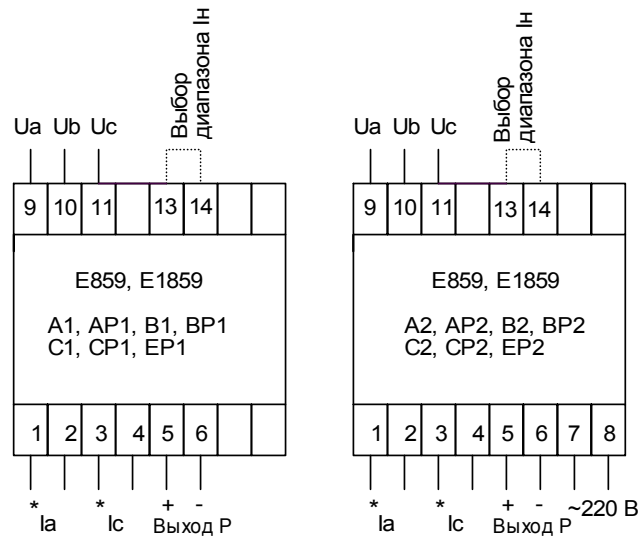 Выбор
диапазона Iн
Ua Ub Uc
9 10 11 13 14
E859, E1859
A1, AP1, B1, BP1
C1, CP1, EP1
1 2 3 4 5 6
* * + -
Ia Ic Выход P
Выбор
диапазона Iн
Ua Ub Uc
9 10 11 13 14
E859, E1859
A2, AP2, B2, BP2
C2, CP2, EP2
1 2 3 4 5 6 7 8
* * + - ~220 В
Ia Ic Выход P